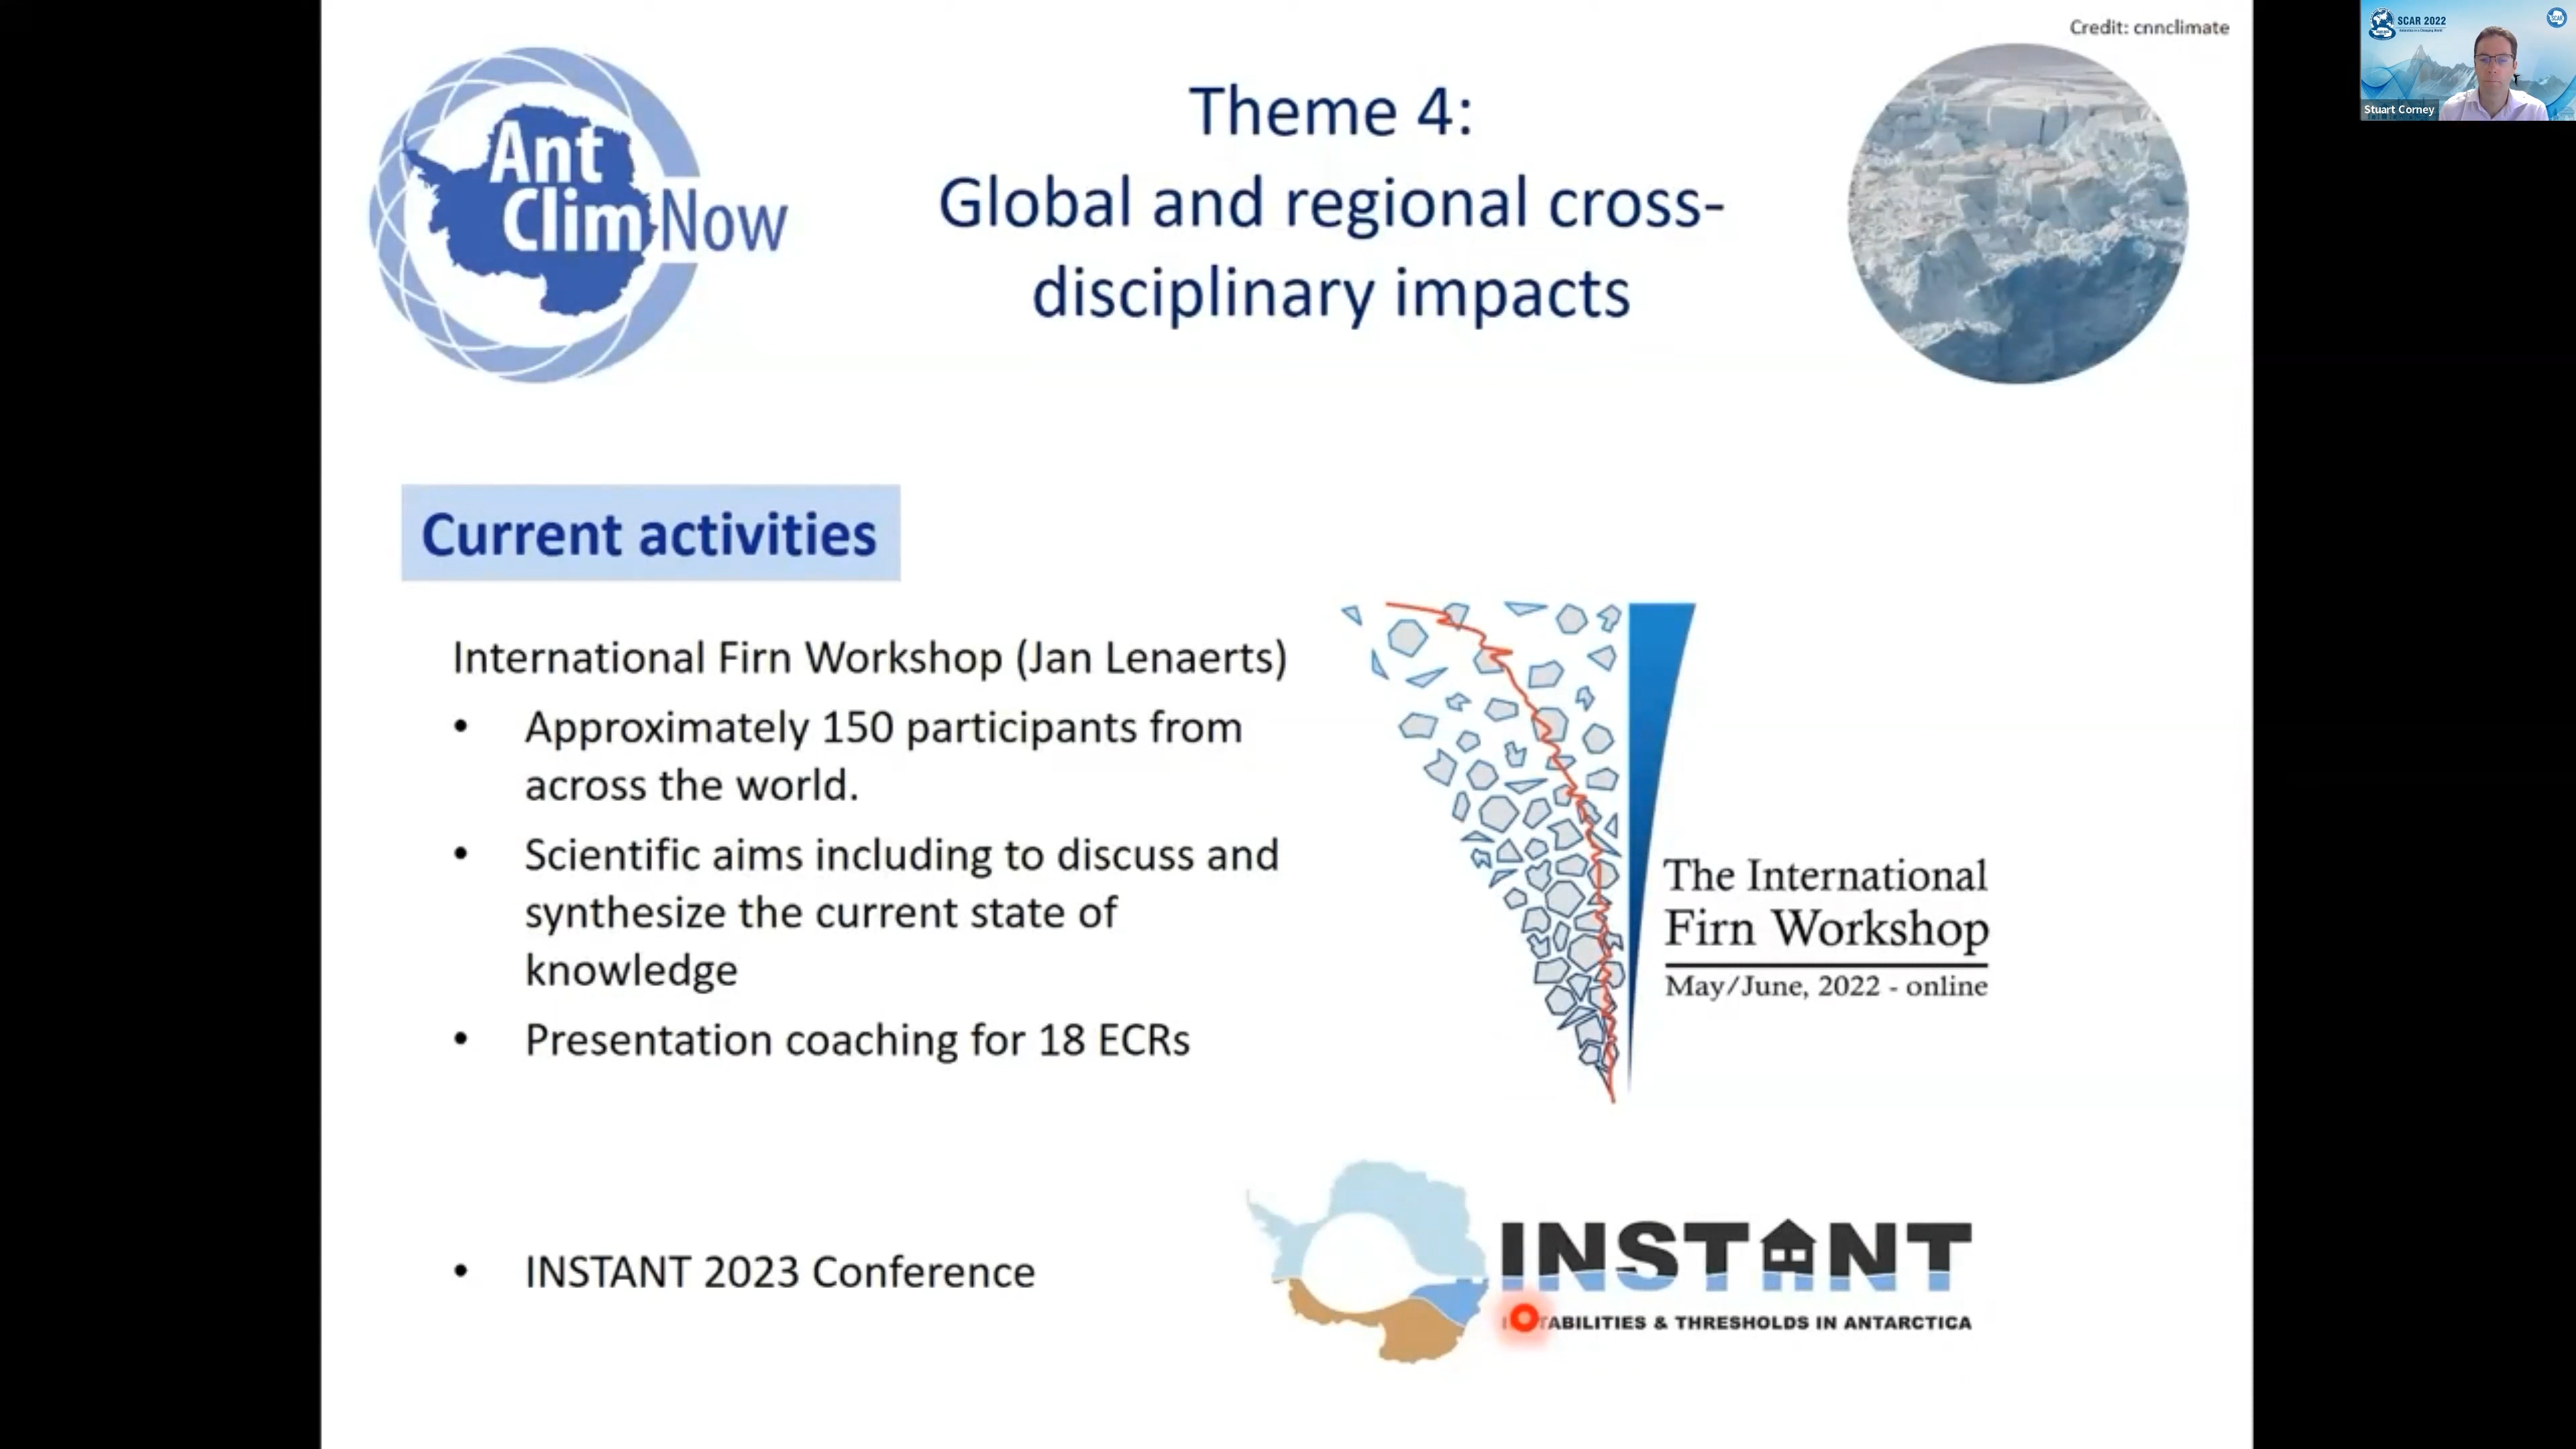 Credit: cnnclimate
SCAR 2022
Stuart Corney
Ant
Clim Now
Theme 4:
Global and regional cross-
disciplinary impacts
Current activities
International Firn Workshop (Jan Lenaerts)
• Approximately 150 participants from
across the world.
• Scientific aims including to discuss and
synthesize the current state of
knowledge
• Presentation coaching for 18 ECRs
The International
Firn Workshop
May/June, 2022 - online
• INSTANT 2023 Conference
INSTANT
TABILITIES & THRESHOLDS IN ANTARCTICA